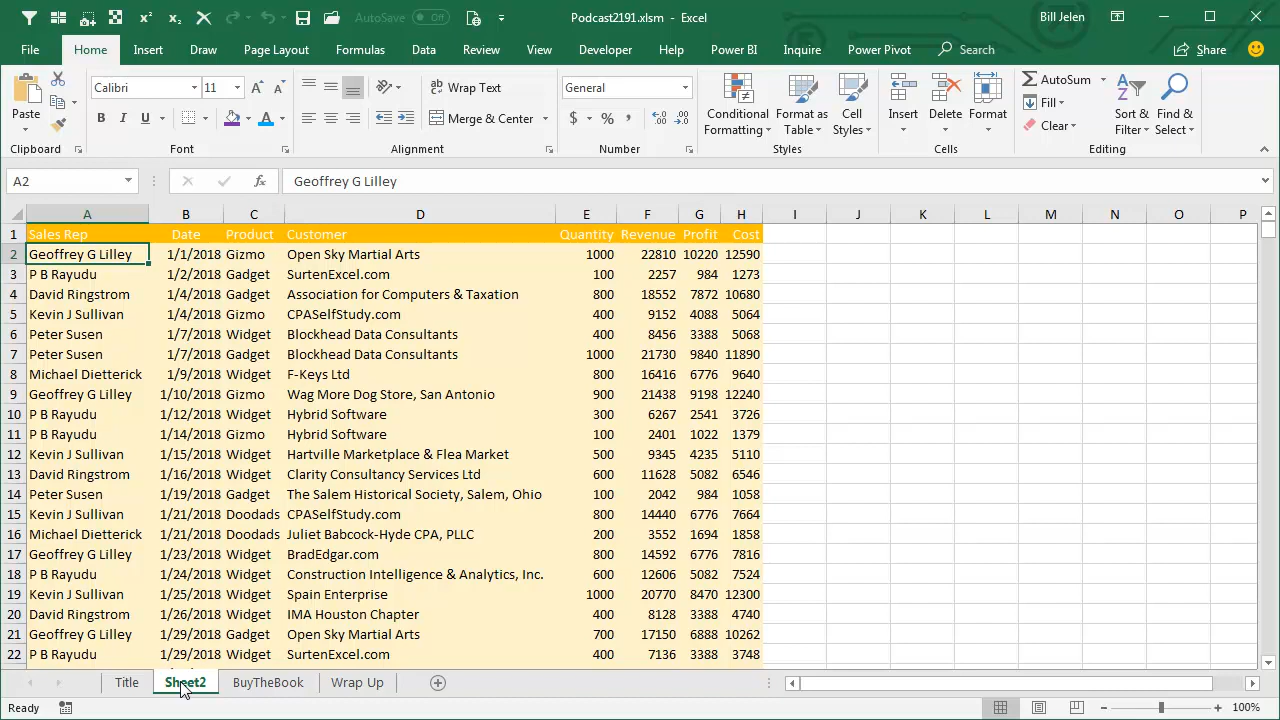 x² x₂ AutoSave Off Podcast2191.xlsm - Excel Bill Jelen
File Home Insert Draw Page Layout Formulas Data Review View Developer Help Power BI Inquire Power Pivot Search Share
Calibri 11 A A ab Wrap Text General AutoSum
Paste B I U A Merge & Center $ % , Conditional Formatting Format as Table Cell Styles Insert Delete Format Fill Clear Sort & Filter Find & Select
Clipboard Font Alignment Number Styles Cells Editing
A2 fx Geoffrey G Lilley
A B C D E F G H I J K L M N O P
1 Sales Rep Date Product Customer Quantity Revenue Profit Cost
2 Geoffrey G Lilley 1/1/2018 Gizmo Open Sky Martial Arts 1000 22810 10220 12590
3 P B Rayudu 1/2/2018 Gadget SurtenExcel.com 100 2257 984 1273
4 David Ringstrom 1/4/2018 Gadget Association for Computers & Taxation 800 18552 7872 10680
5 Kevin J Sullivan 1/4/2018 Gizmo CPASelfStudy.com 400 9152 4088 5064
6 Peter Susen 1/7/2018 Widget Blockhead Data Consultants 400 8456 3388 5068
7 Peter Susen 1/7/2018 Gadget Blockhead Data Consultants 1000 21730 9840 11890
8 Michael Dietterick 1/9/2018 Widget F-Keys Ltd 800 16416 6776 9640
9 Geoffrey G Lilley 1/10/2018 Gizmo Wag More Dog Store, San Antonio 900 21438 9198 12240
10 P B Rayudu 1/12/2018 Widget Hybrid Software 300 6267 2541 3726
11 P B Rayudu 1/14/2018 Gizmo Hybrid Software 100 2401 1022 1379
12 Kevin J Sullivan 1/15/2018 Widget Hartville Marketplace & Flea Market 500 9345 4235 5110
13 David Ringstrom 1/16/2018 Widget Clarity Consultancy Services Ltd 600 11628 5082 6546
14 Peter Susen 1/19/2018 Gadget The Salem Historical Society, Salem, Ohio 100 2042 984 1058
15 Kevin J Sullivan 1/21/2018 Doodads CPASelfStudy.com 800 14440 6776 7664
16 Michael Dietterick 1/21/2018 Doodads Juliet Babcock-Hyde CPA, PLLC 200 3552 1694 1858
17 Geoffrey G Lilley 1/23/2018 Widget BradEdgar.com 800 14592 6776 7816
18 P B Rayudu 1/24/2018 Widget Construction Intelligence & Analytics, Inc. 600 12606 5082 7524
19 Kevin J Sullivan 1/25/2018 Widget Spain Enterprise 1000 20770 8470 12300
20 David Ringstrom 1/26/2018 Widget IMA Houston Chapter 400 8128 3388 4740
21 Geoffrey G Lilley 1/29/2018 Gadget Open Sky Martial Arts 700 17150 6888 10262
22 P B Rayudu 1/29/2018 Widget SurtenExcel.com 400 7136 3388 3748
Title Sheet2 BuyTheBook Wrap Up
Ready 100%